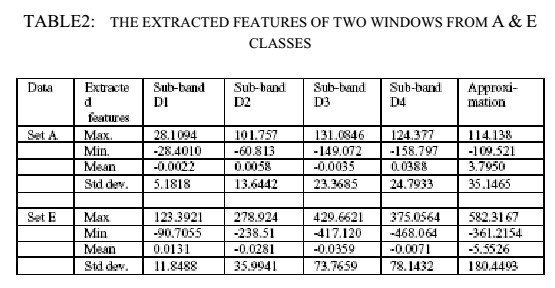 TABLE2: THE EXTRACTED FEATURES OF TWO WINDOWS FROM A & E
CLASSES
Data Extracte Sub-band Sub-band Sub-band Sub-band Approxi-
d D1 D2 D3 D4 mation
features
Set A Max. 28.1094 101.757 131.0846 124.377 114.138
Min. -28.4010 -60.813 -149.072 -158.797 -109.521
Mean -0.0022 0.0058 -0.0035 0.0388 3.7950
Std dev. 5.1818 13.6442 23.3685 24.7933 35.1465
Set E Max 123.3921 278.924 429.6621 375.0564 582.3167
Min -90.7055 -238.51 -417.120 -468.064 -361.2154
Mean 0.0131 -0.0281 -0.0359 -0.0071 -5.5526
Std dev. 11.8488 35.9941 73.7659 78.1432 180.4493